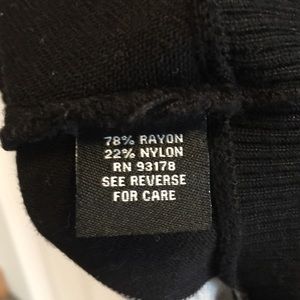 78% RAYON
22% NYLON
RN 93178
SEE REVERSE
FOR CARE